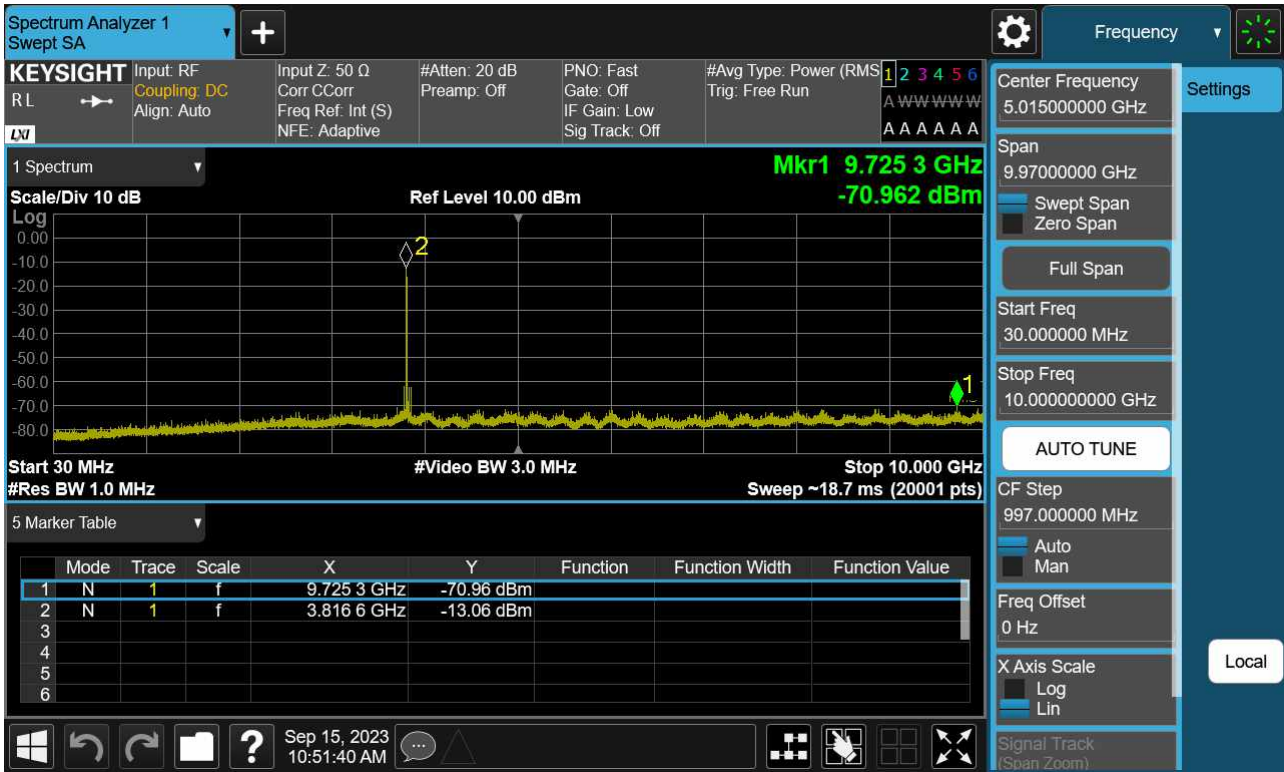 Spectrum Analyzer 1
Swept SA
+
Frequency
KEYSIGHT
RL
LXI
Input: RF
Coupling: DC
Align: Auto
Input Z: 50 Ω
Corr CCorr
Freq Ref: Int (S)
NFE: Adaptive
#Atten: 20 dB
Preamp: Off
PNO: Fast
Gate: Off
IF Gain: Low
Sig Track: Off
#Avg Type: Power (RMS
Trig: Free Run
1 2 3 4 5 6
A W W W W W
A A A A A A
1 Spectrum
Mkr1 9.725 3 GHz
Scale/Div 10 dB
Ref Level 10.00 dBm
-70.962 dBm
Log
0.00
-10.0
-20.0
-30.0
-40.0
-50.0
-60.0
-70.0
-80.0
2
1
Start 30 MHz
#Video BW 3.0 MHz
Stop 10.000 GHz
#Res BW 1.0 MHz
Sweep ~18.7 ms (20001 pts)
5 Marker Table
Mode Trace Scale X Y Function Function Width Function Value
1 N 1 f 9.725 3 GHz -70.96 dBm
2 N 1 f 3.816 6 GHz -13.06 dBm
3
4
5
6
?
Sep 15, 2023
10:51:40 AM
Center Frequency
5.015000000 GHz
Span
9.97000000 GHz
Swept Span
Zero Span
Full Span
Start Freq
30.000000 MHz
Stop Freq
10.000000000 GHz
AUTO TUNE
CF Step
997.000000 MHz
Auto
Man
Freq Offset
0 Hz
X Axis Scale
Log
Lin
Signal Track
(Span Zoom)
Settings
Local